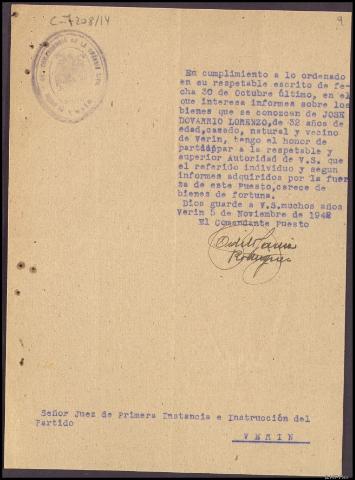 C-7208/14
9
En cumplimiento a lo ordenado
en su respetable escrito de fe-
cha 30 de Octubre último, en el
que interesa informes sobre los
bienes que se conozcan de JOSE
DOVARRIO LORENZO, de 32 años de
edad, casado, natural y vecino
de Verin, tengo el honor de
participar a la respetable y
superior Autoridad de V.S. que
el referido individuo y segun
informes adquiridos por la fuer
za de este Puesto, carece de
bienes de fortuna.
Dios guarde a V.S. muchos años
Verin 5 de Noviembre de 1942
El Comandante Puesto
Señor Juez de Primera Instancia e Instrucción del
Partido
VERIN